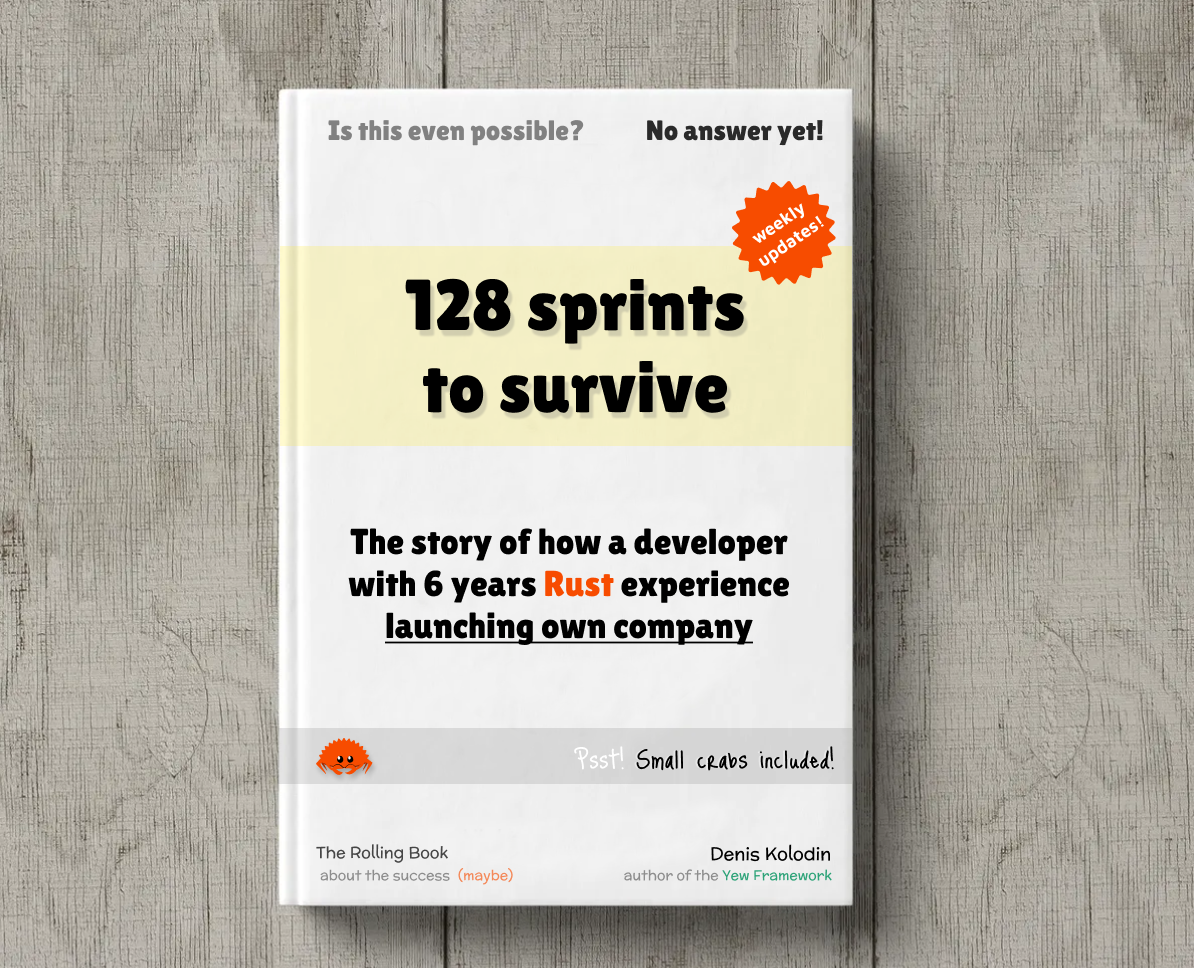 Is this even possible? No answer yet!
weekly
updates!
128 sprints
to survive
The story of how a developer
with 6 years Rust experience
launching own company
Psst! Small crabs included!
The Rolling Book
about the success (maybe)
Denis Kolodin
author of the Yew Framework